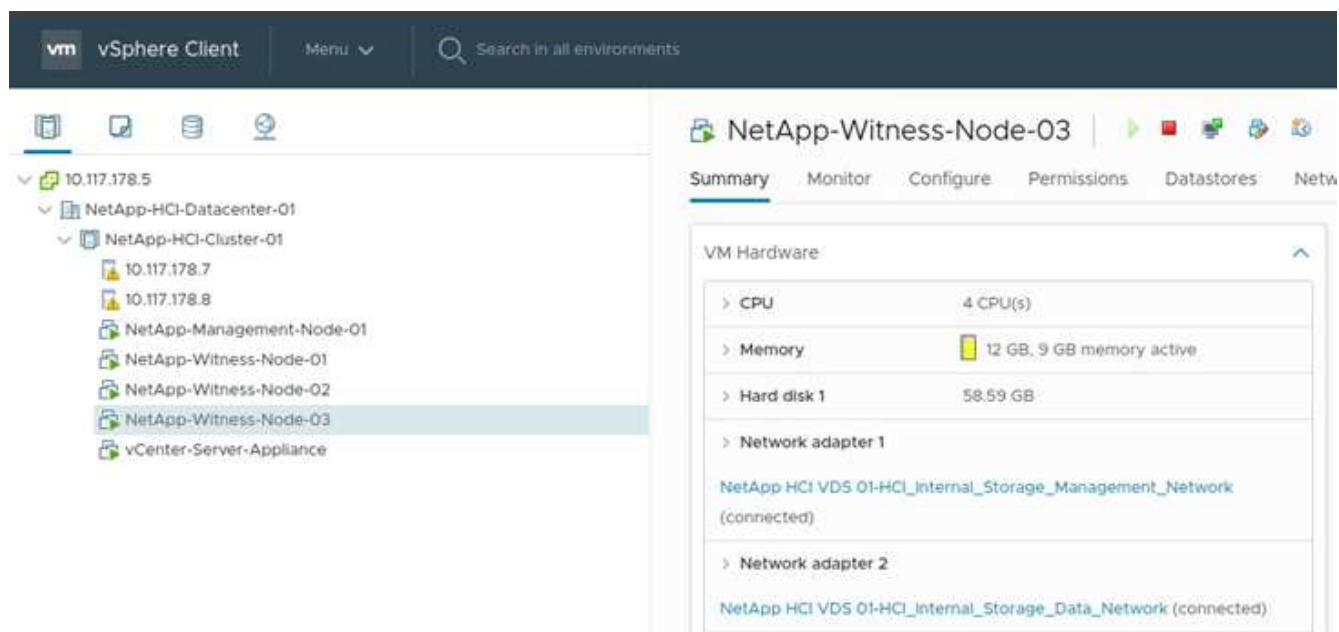 vm vSphere Client Menu Search in all environments
10.117.178.5
NetApp-HCI-Datacenter-01
NetApp-HCI-Cluster-01
10.117.178.7
10.117.178.8
NetApp-Management-Node-01
NetApp-Witness-Node-01
NetApp-Witness-Node-02
NetApp-Witness-Node-03
vCenter-Server-Appliance
NetApp-Witness-Node-03
Summary Monitor Configure Permissions Datastores Netw
VM Hardware
CPU 4 CPU(s)
Memory 12 GB, 9 GB memory active
Hard disk 1 58.59 GB
Network adapter 1
NetApp HCI VDS 01-HCI_Internal_Storage_Management_Network
(connected)
Network adapter 2
NetApp HCI VDS 01-HCI_Internal_Storage_Data_Network (connected)